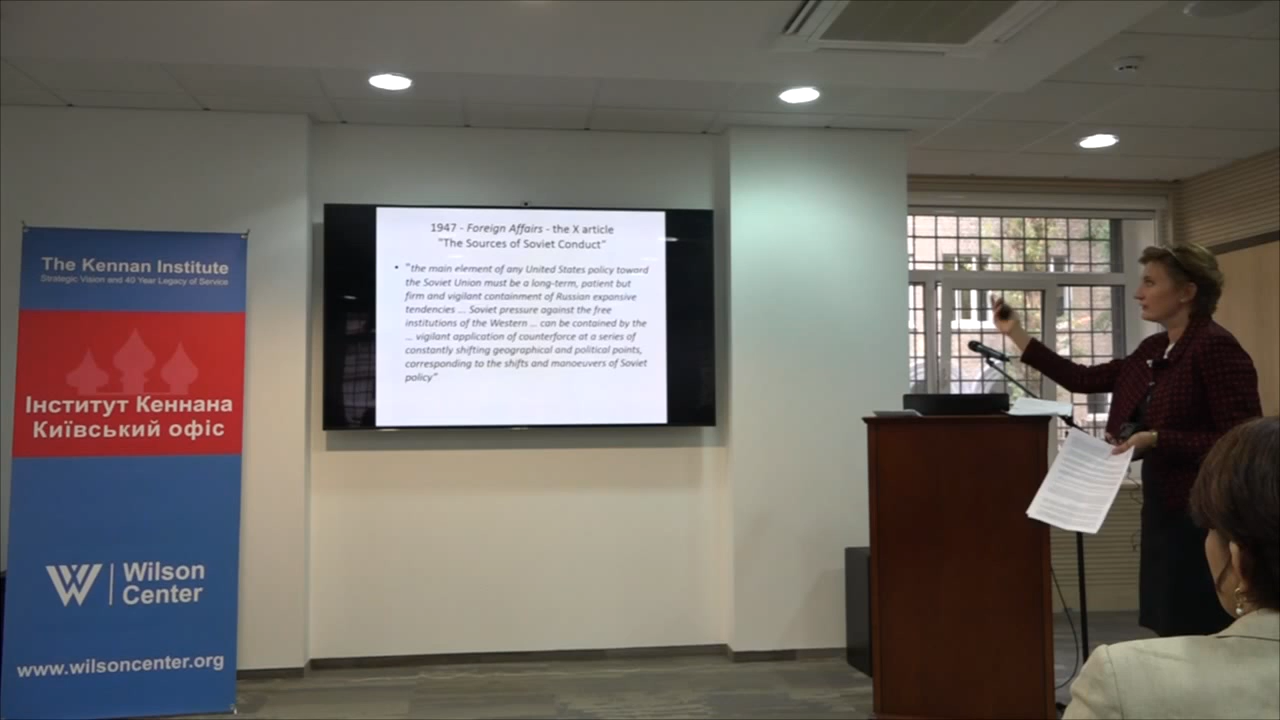 The Kennan Institute
Strategic Vision and 40 Year Legacy of Service
Інститут Кеннана
Київський офіс
W | Wilson
Center
www.wilsoncenter.org
1947 - Foreign Affairs - the X article
"The Sources of Soviet Conduct"
• "the main element of any United States policy toward
the Soviet Union must be a long-term, patient but
firm and vigilant containment of Russian expansive
tendencies ... Soviet pressure against the free
institutions of the Western ... can be contained by the
... vigilant application of counterforce at a series of
constantly shifting geographical and political points,
corresponding to the shifts and manoeuvers of Soviet
policy"